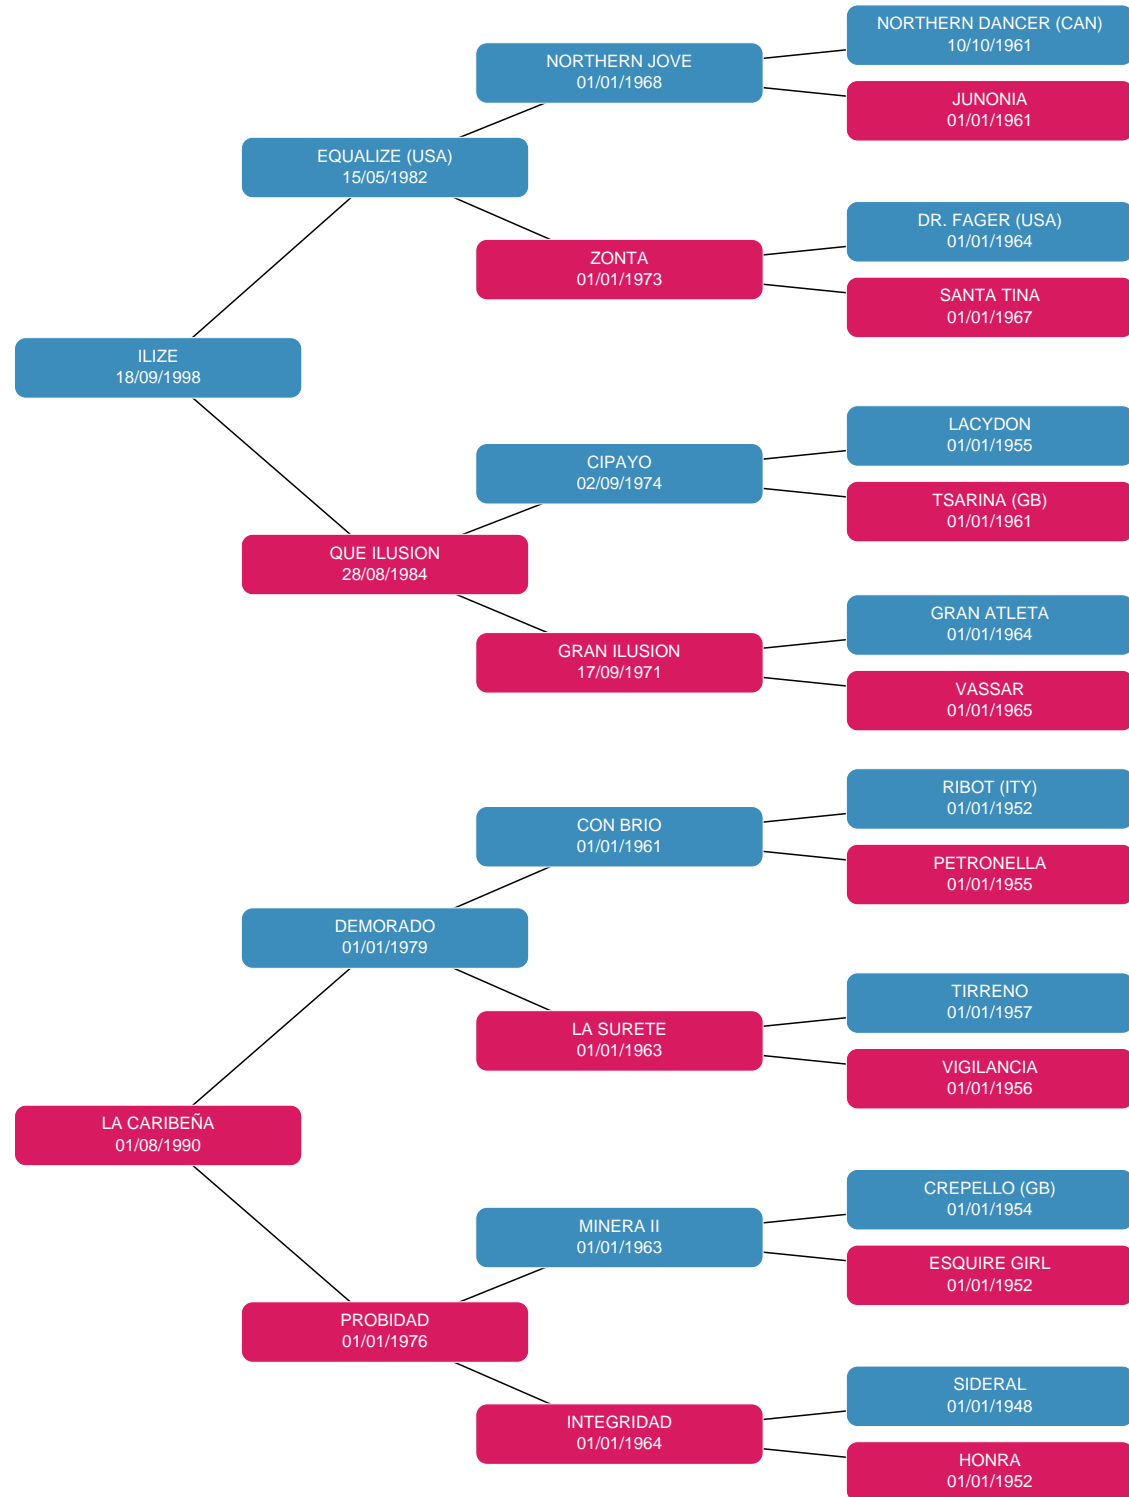 NORTHERN DANCER (CAN)
10/10/1961
NORTHERN JOVE
01/01/1968
JUNONIA
01/01/1961
EQUALIZE (USA)
15/05/1982
DR. FAGER (USA)
01/01/1964
ZONTA
01/01/1973
SANTA TINA
01/01/1967
ILIZE
18/09/1998
LACYDON
01/01/1955
CIPAYO
02/09/1974
TSARINA (GB)
01/01/1961
QUE ILUSION
28/08/1984
GRAN ATLETA
01/01/1964
GRAN ILUSION
17/09/1971
VASSAR
01/01/1965
RIBOT (ITY)
01/01/1952
CON BRIO
01/01/1961
PETRONELLA
01/01/1955
DEMORADO
01/01/1979
TIRRENO
01/01/1957
LA SURETE
01/01/1963
VIGILANCIA
01/01/1956
LA CARIBEÑA
01/08/1990
CREPELLO (GB)
01/01/1954
MINERA II
01/01/1963
ESQUIRE GIRL
01/01/1952
PROBIDAD
01/01/1976
SIDERAL
01/01/1948
INTEGRIDAD
01/01/1964
HONRA
01/01/1952